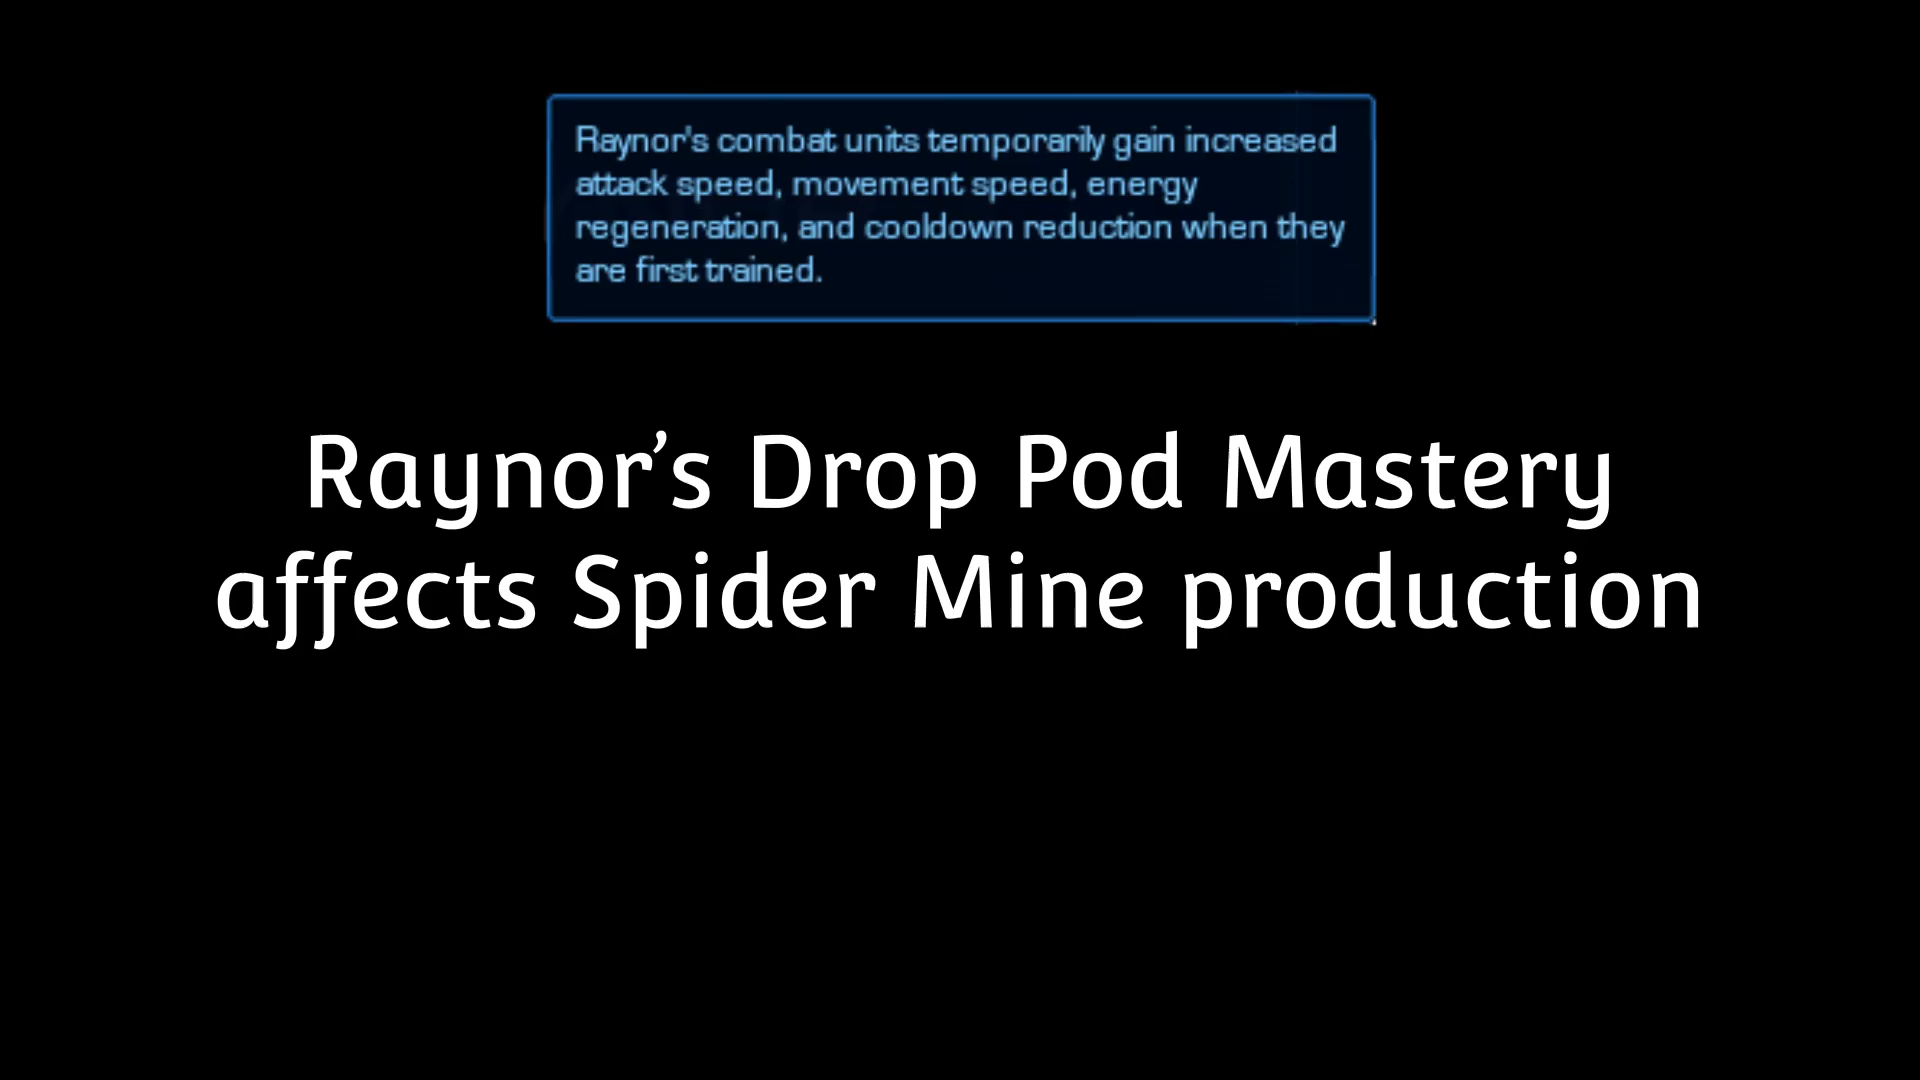 Raynor's combat units temporarily gain increased
attack speed, movement speed, energy
regeneration, and cooldown reduction when they
are first trained.
Raynor’s Drop Pod Mastery
affects Spider Mine production